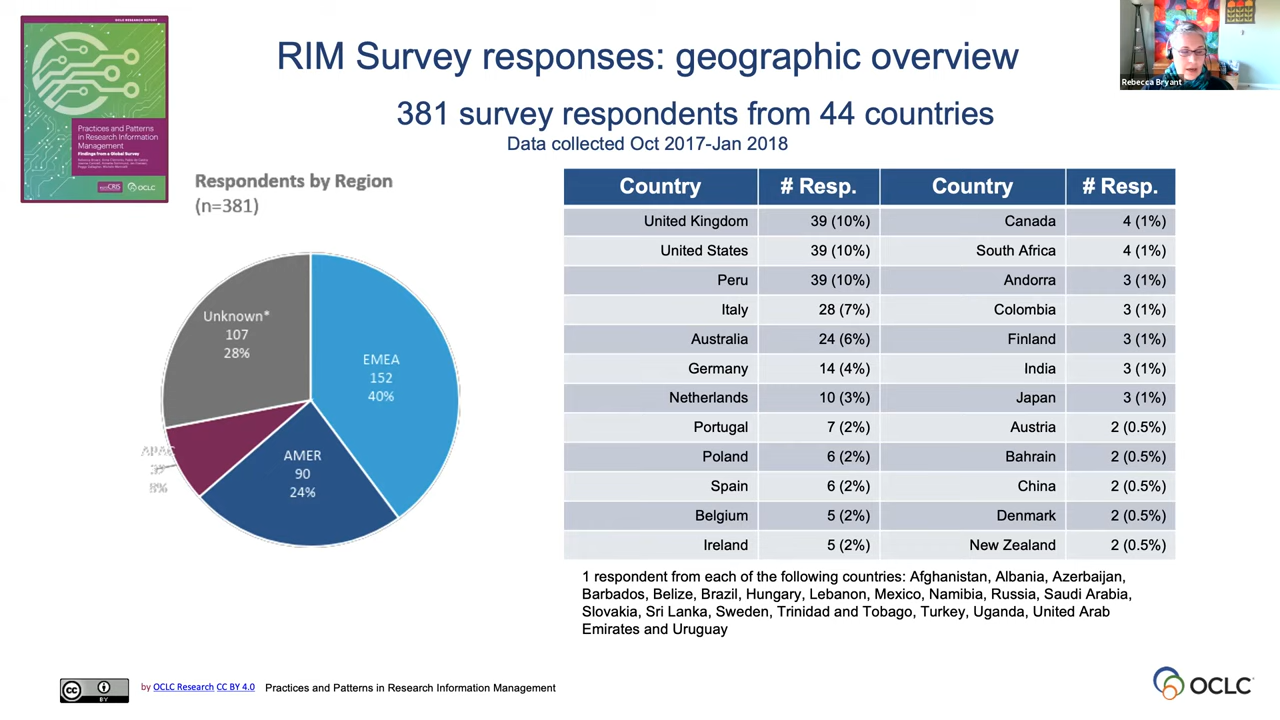 OCLC RESEARCH REPORT
Practices and Patterns
in Research Information
Management
Findings from a Global Survey
euroCRIS OCLC
RIM Survey responses: geographic overview
381 survey respondents from 44 countries
Data collected Oct 2017-Jan 2018
Rebecca Bryant
Respondents by Region
(n=381)
Unknown*
107
28%
EMEA
152
40%
APAC
8%
AMER
90
24%
Country # Resp. Country # Resp.
United Kingdom 39 (10%) Canada 4 (1%)
United States 39 (10%) South Africa 4 (1%)
Peru 39 (10%) Andorra 3 (1%)
Italy 28 (7%) Colombia 3 (1%)
Australia 24 (6%) Finland 3 (1%)
Germany 14 (4%) India 3 (1%)
Netherlands 10 (3%) Japan 3 (1%)
Portugal 7 (2%) Austria 2 (0.5%)
Poland 6 (2%) Bahrain 2 (0.5%)
Spain 6 (2%) China 2 (0.5%)
Belgium 5 (2%) Denmark 2 (0.5%)
Ireland 5 (2%) New Zealand 2 (0.5%)
1 respondent from each of the following countries: Afghanistan, Albania, Azerbaijan,
Barbados, Belize, Brazil, Hungary, Lebanon, Mexico, Namibia, Russia, Saudi Arabia,
Slovakia, Sri Lanka, Sweden, Trinidad and Tobago, Turkey, Uganda, United Arab
Emirates and Uruguay
cc BY
by OCLC Research CC BY 4.0 Practices and Patterns in Research Information Management
OCLC